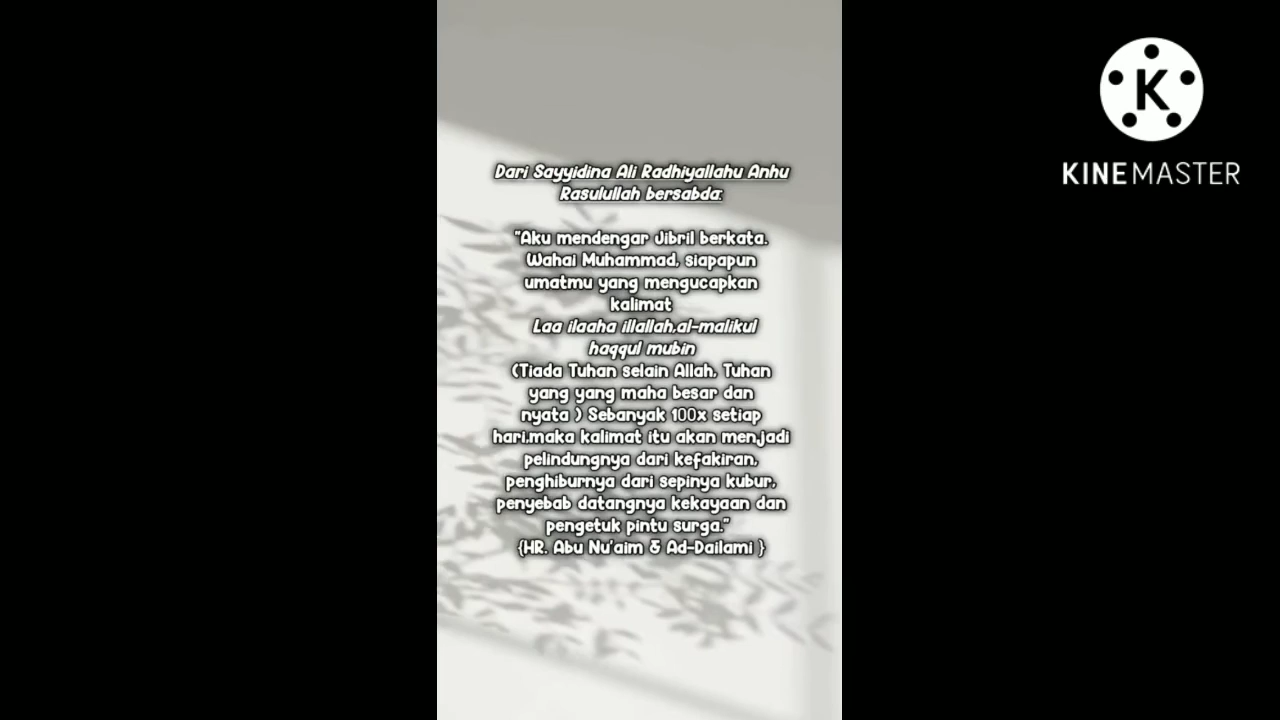 Dari Sayyidina Ali Radhiyallahu Anhu
Rasulullah bersabda:
"Aku mendengar Jibril berkata.
Wahai Muhammad, siapapun
umatmu yang mengucapkan
kalimat
Laa ilaaha illallah,al-malikul
haqqul mubin
(Tiada Tuhan selain Allah, Tuhan
yang yang maha besar dan
nyata ) Sebanyak 100x setiap
hari,maka kalimat itu akan menjadi
pelindungnya dari kefakiran,
penghiburnya dari sepinya kubur,
penyebab datangnya kekayaan dan
pengetuk pintu surga."
{HR. Abu Nu'aim & Ad-Dailami }
K
KINEMASTER